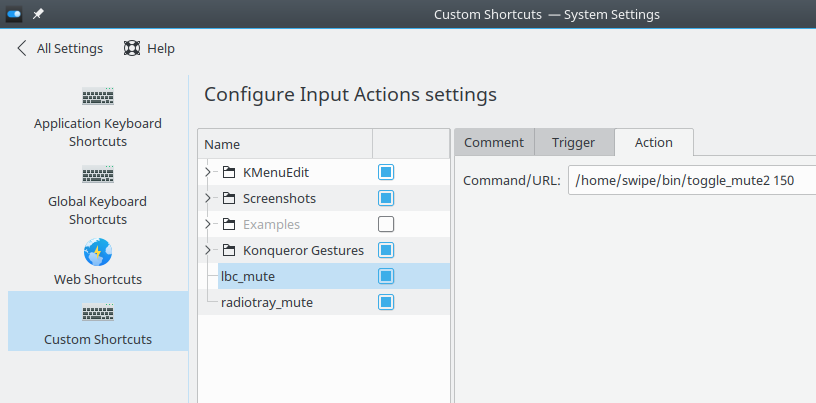 Custom Shortcuts — System Settings
All Settings
Help
Application Keyboard
Shortcuts
Global Keyboard
Shortcuts
Web Shortcuts
Custom Shortcuts
Configure Input Actions settings
Name
KMenuEdit
Screenshots
Examples
Konqueror Gestures
lbc_mute
radiotray_mute
Comment
Trigger
Action
Command/URL:
/home/swipe/bin/toggle_mute2 150